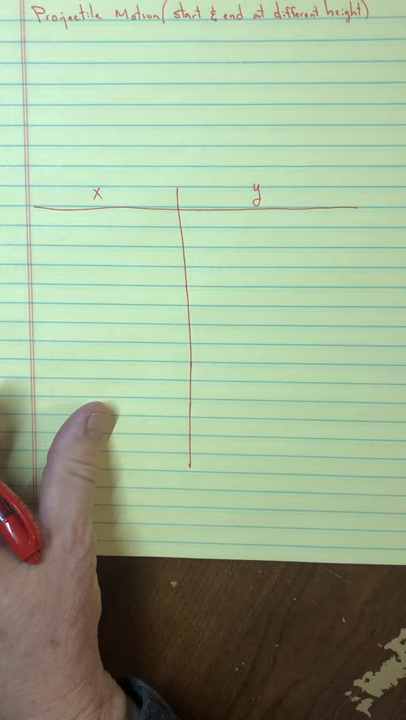 Projectile Motion (start & end at different height)
x y